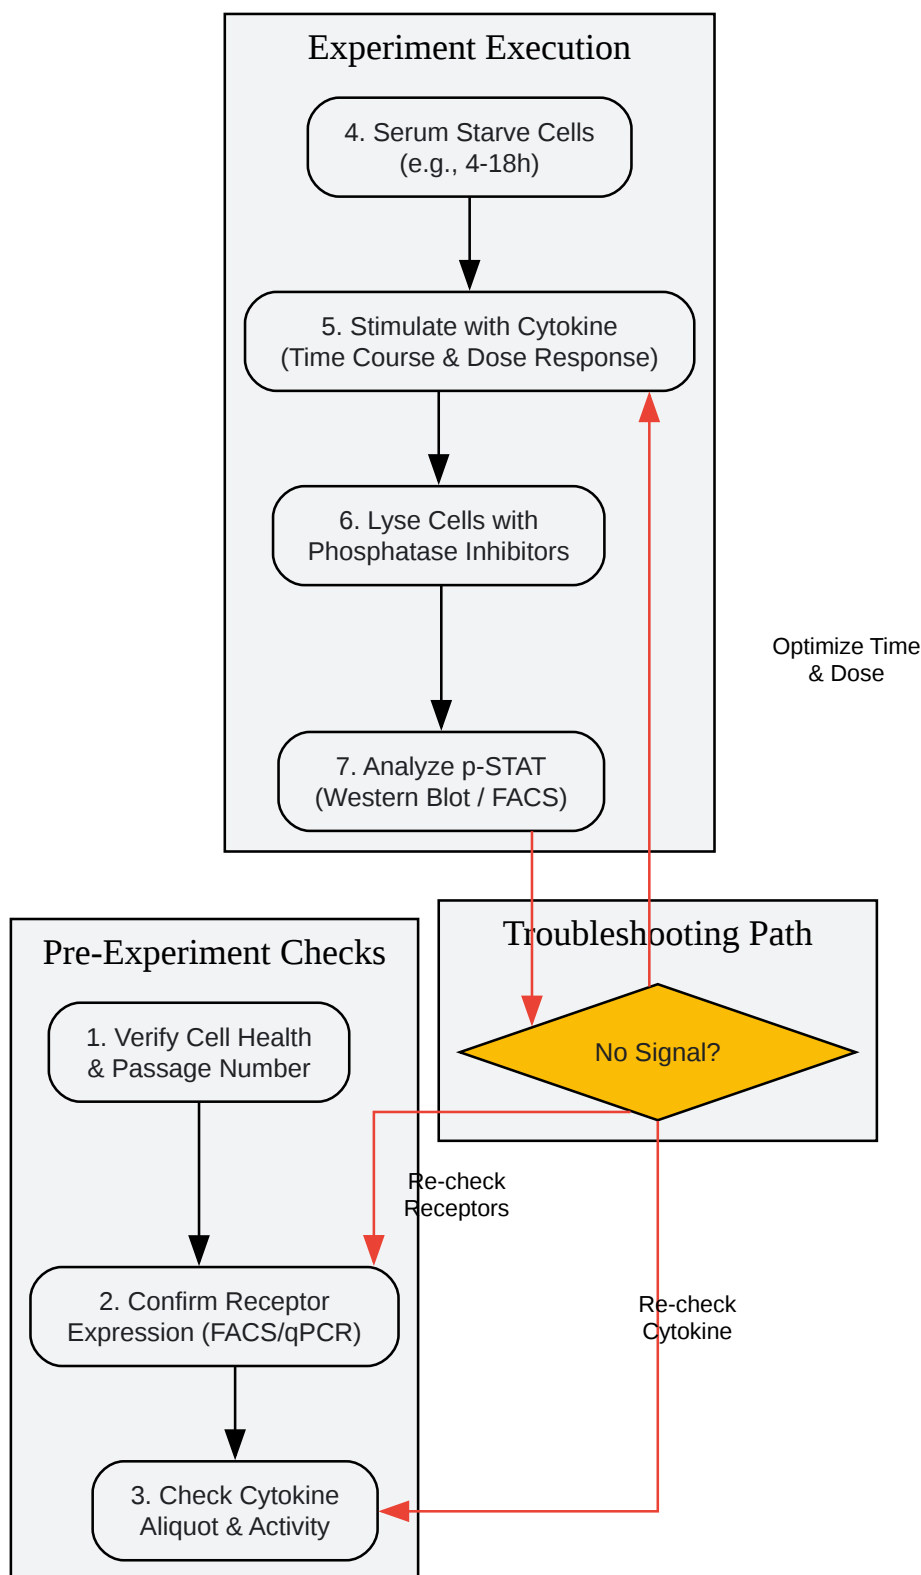 Experiment Execution
4. Serum Starve Cells
(e.g., 4-18h)
5. Stimulate with Cytokine
(Time Course & Dose Response)
6. Lyse Cells with
Phosphatase Inhibitors
Optimize Time
& Dose
7. Analyze p-STAT
(Western Blot / FACS)
Troubleshooting Path
No Signal?
Pre-Experiment Checks
1. Verify Cell Health
& Passage Number
Re-check
Receptors
2. Confirm Receptor
Expression (FACS/qPCR)
Re-check
Cytokine
3. Check Cytokine
Aliquot & Activity